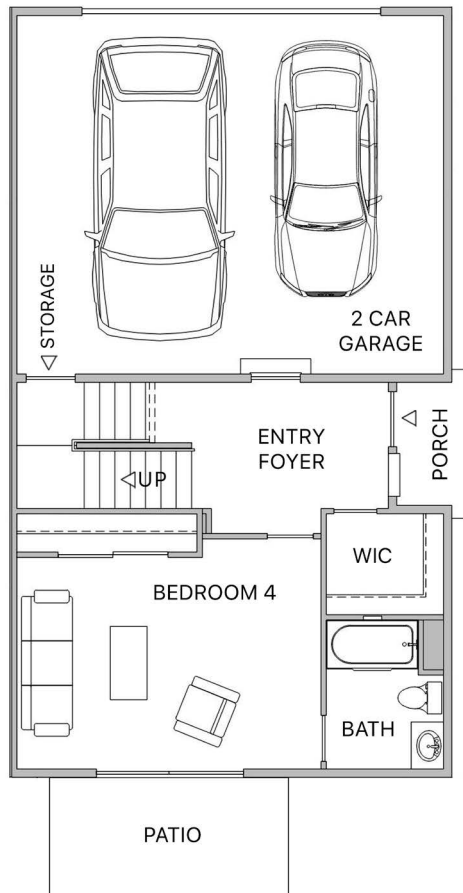 STORAGE
2 CAR
GARAGE
ENTRY
FOYER
PORCH
UP
WIC
BEDROOM 4
BATH
PATIO